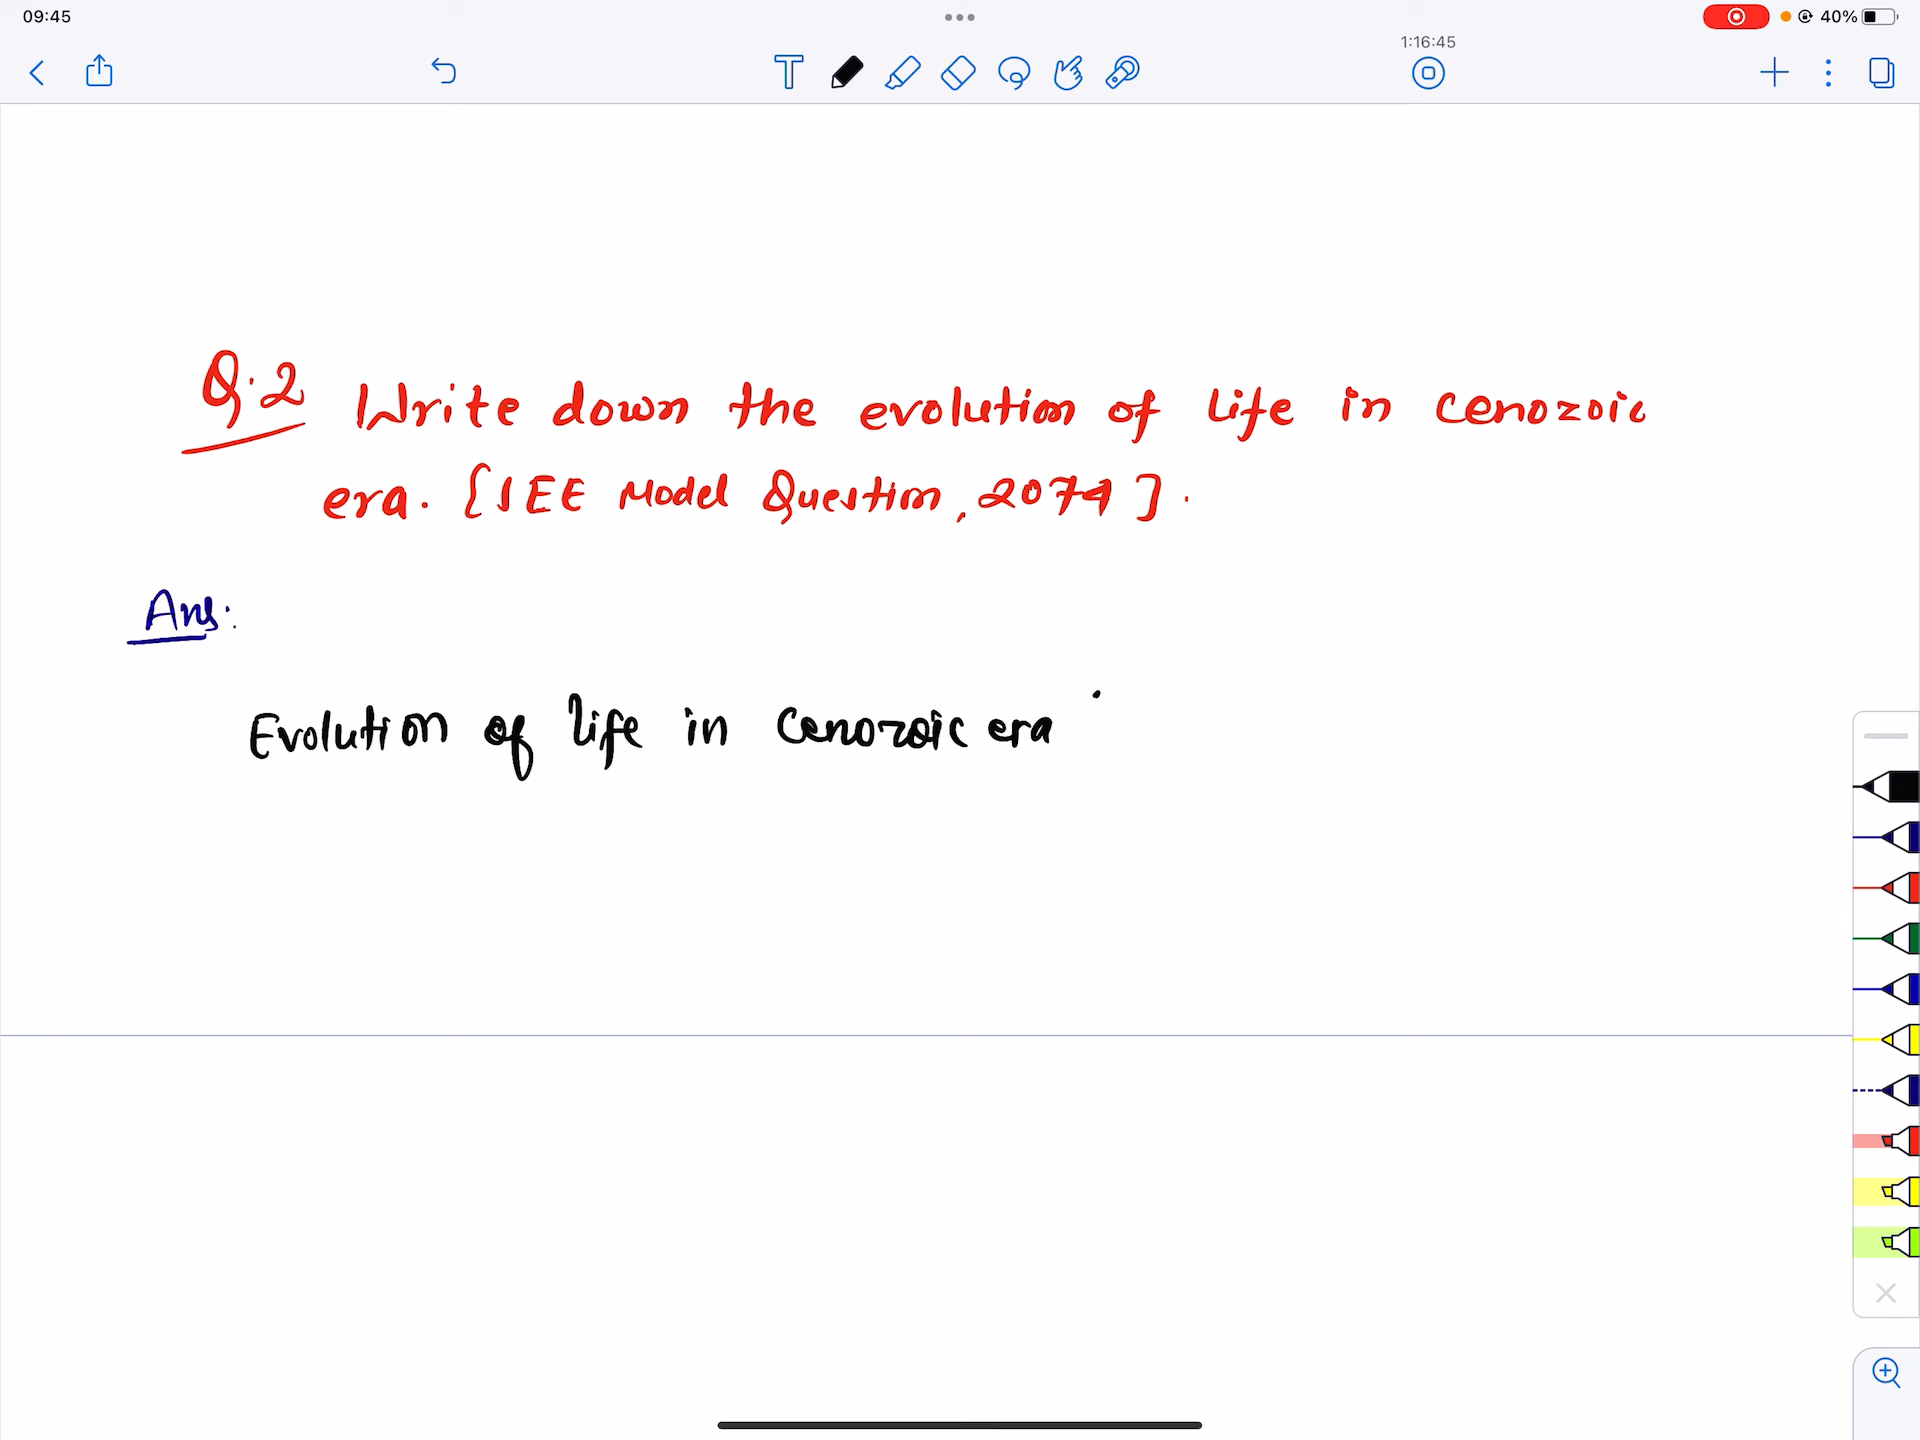 09:45
40%
1:16:45
Q.2 Write down the evolution of life in cenozoic
era. [SEE Model Question, 2074].
Ans:
Evolution of life in Cenozoic era